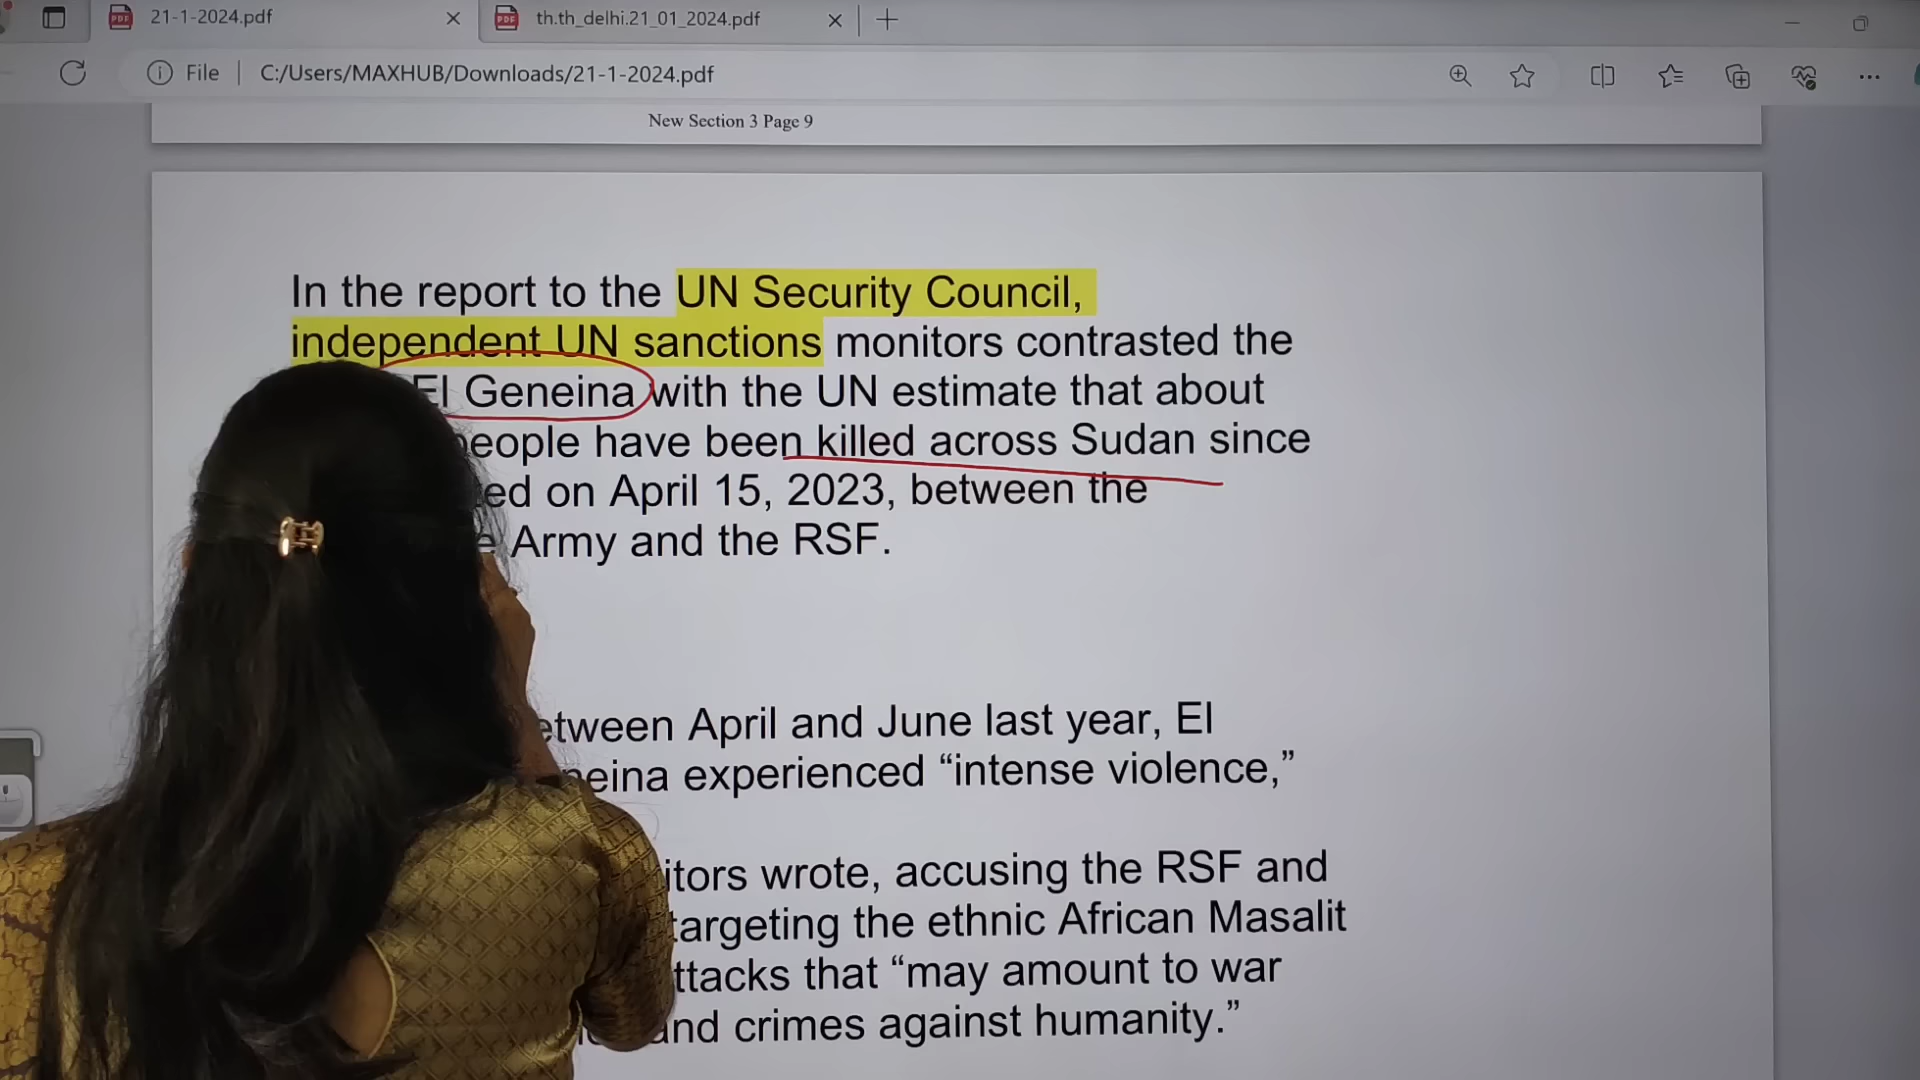 21-1-2024.pdf
th.th_delhi.21_01_2024.pdf
File
C:/Users/MAXHUB/Downloads/21-1-2024.pdf
New Section 3 Page 9
In the report to the UN Security Council,
independent UN sanctions monitors contrasted the
El Geneina with the UN estimate that about
people have been killed across Sudan since
ed on April 15, 2023, between the
e Army and the RSF.
etween April and June last year, El
neina experienced “intense violence,”
itors wrote, accusing the RSF and
targeting the ethnic African Masalit
ttacks that “may amount to war
and crimes against humanity.”